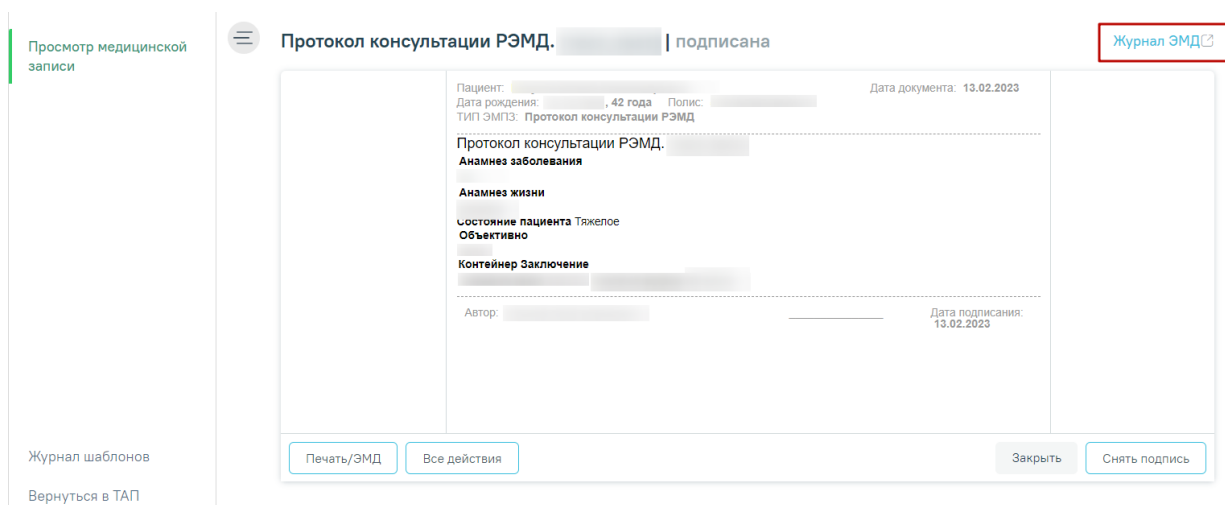 Просмотр медицинской
записи
Протокол консультации РЭМД. | подписана
Журнал ЭМД
Пациент: Дата документа: 13.02.2023
Дата рождения: , 42 года Полис:
ТИП ЭМПЗ: Протокол консультации РЭМД
Протокол консультации РЭМД.
Анамнез заболевания
Анамнез жизни
Состояние пациента Тяжелое
Объективно
Контейнер Заключение
Автор: Дата подписания:
13.02.2023
Печать/ЭМД Все действия Закрыть Снять подпись
Журнал шаблонов
Вернуться в ТАП